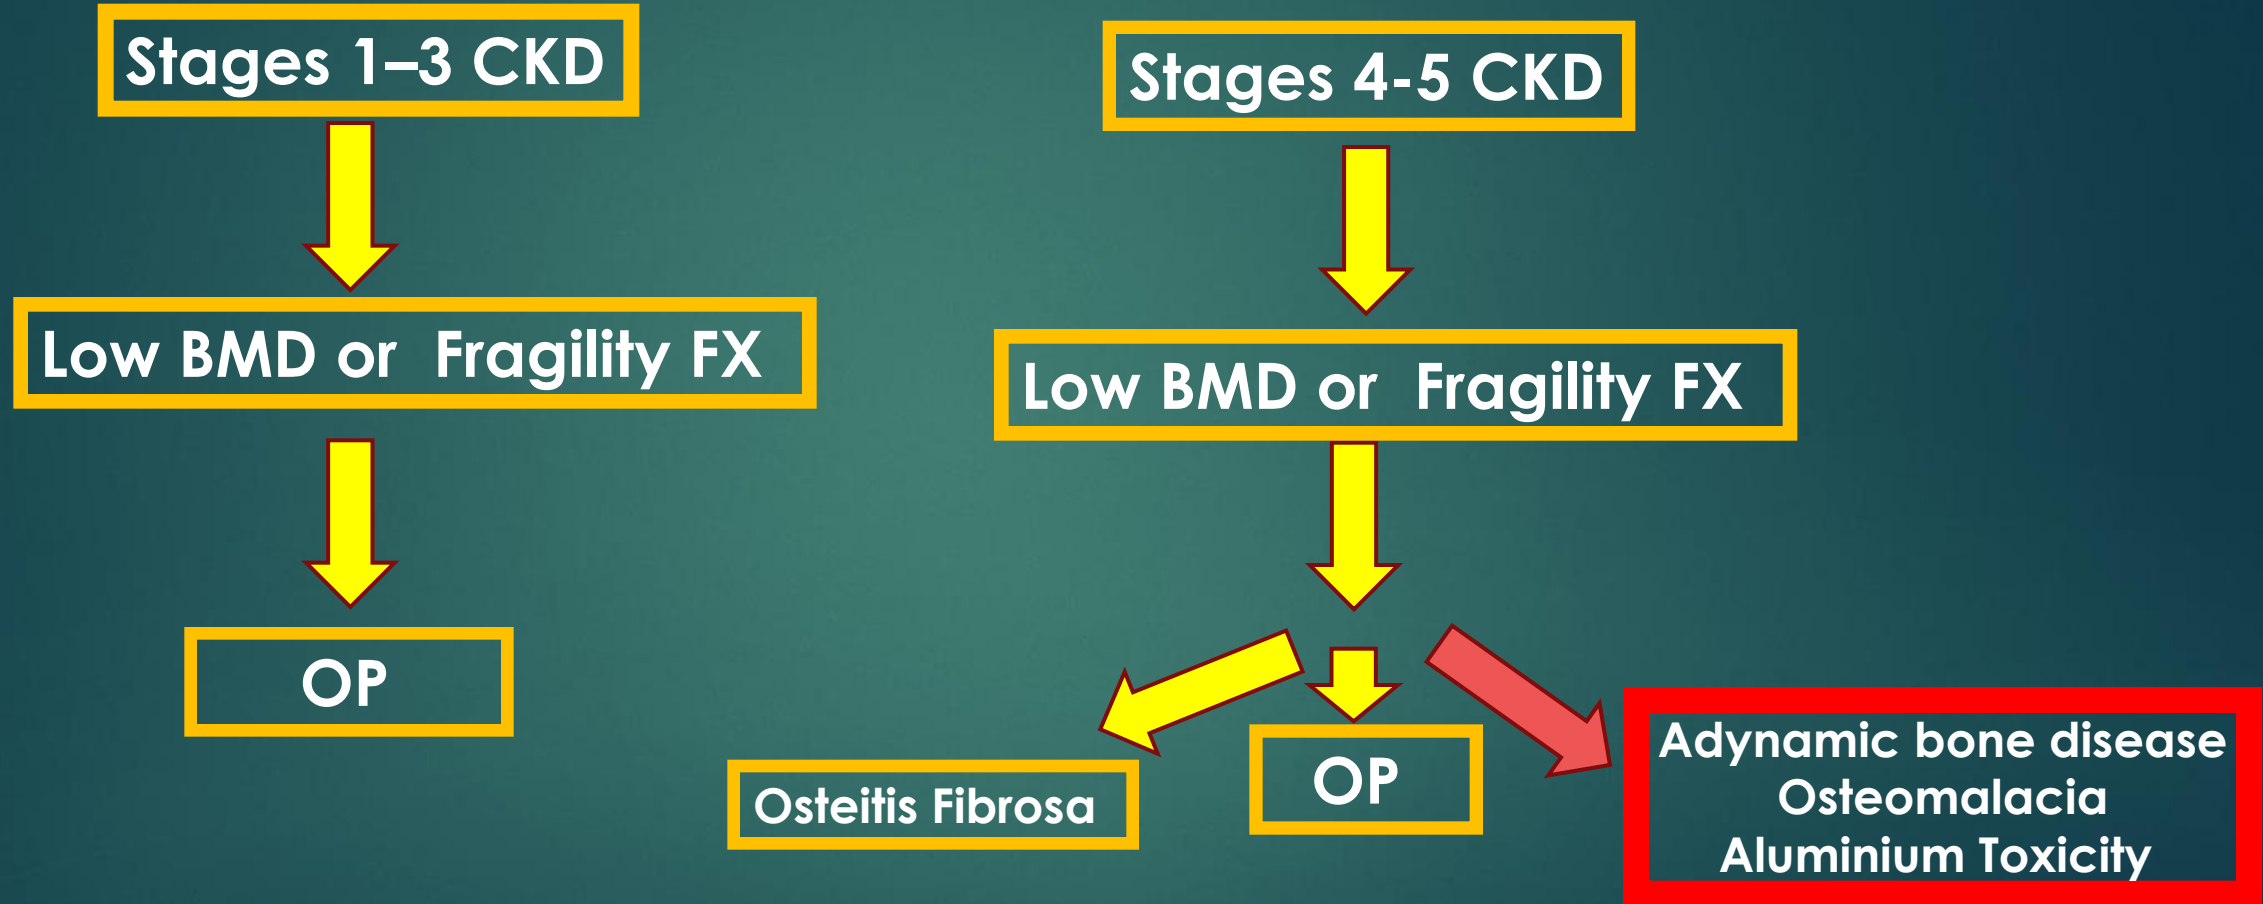 Stages 1–3 CKD
Low BMD or Fragility FX
OP
Stages 4-5 CKD
Low BMD or Fragility FX
Osteitis Fibrosa
OP
Adynamic bone disease
Osteomalacia
Aluminium Toxicity